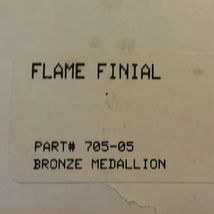 FLAME FINIAL
PART# 705-05
BRONZE MEDALLION